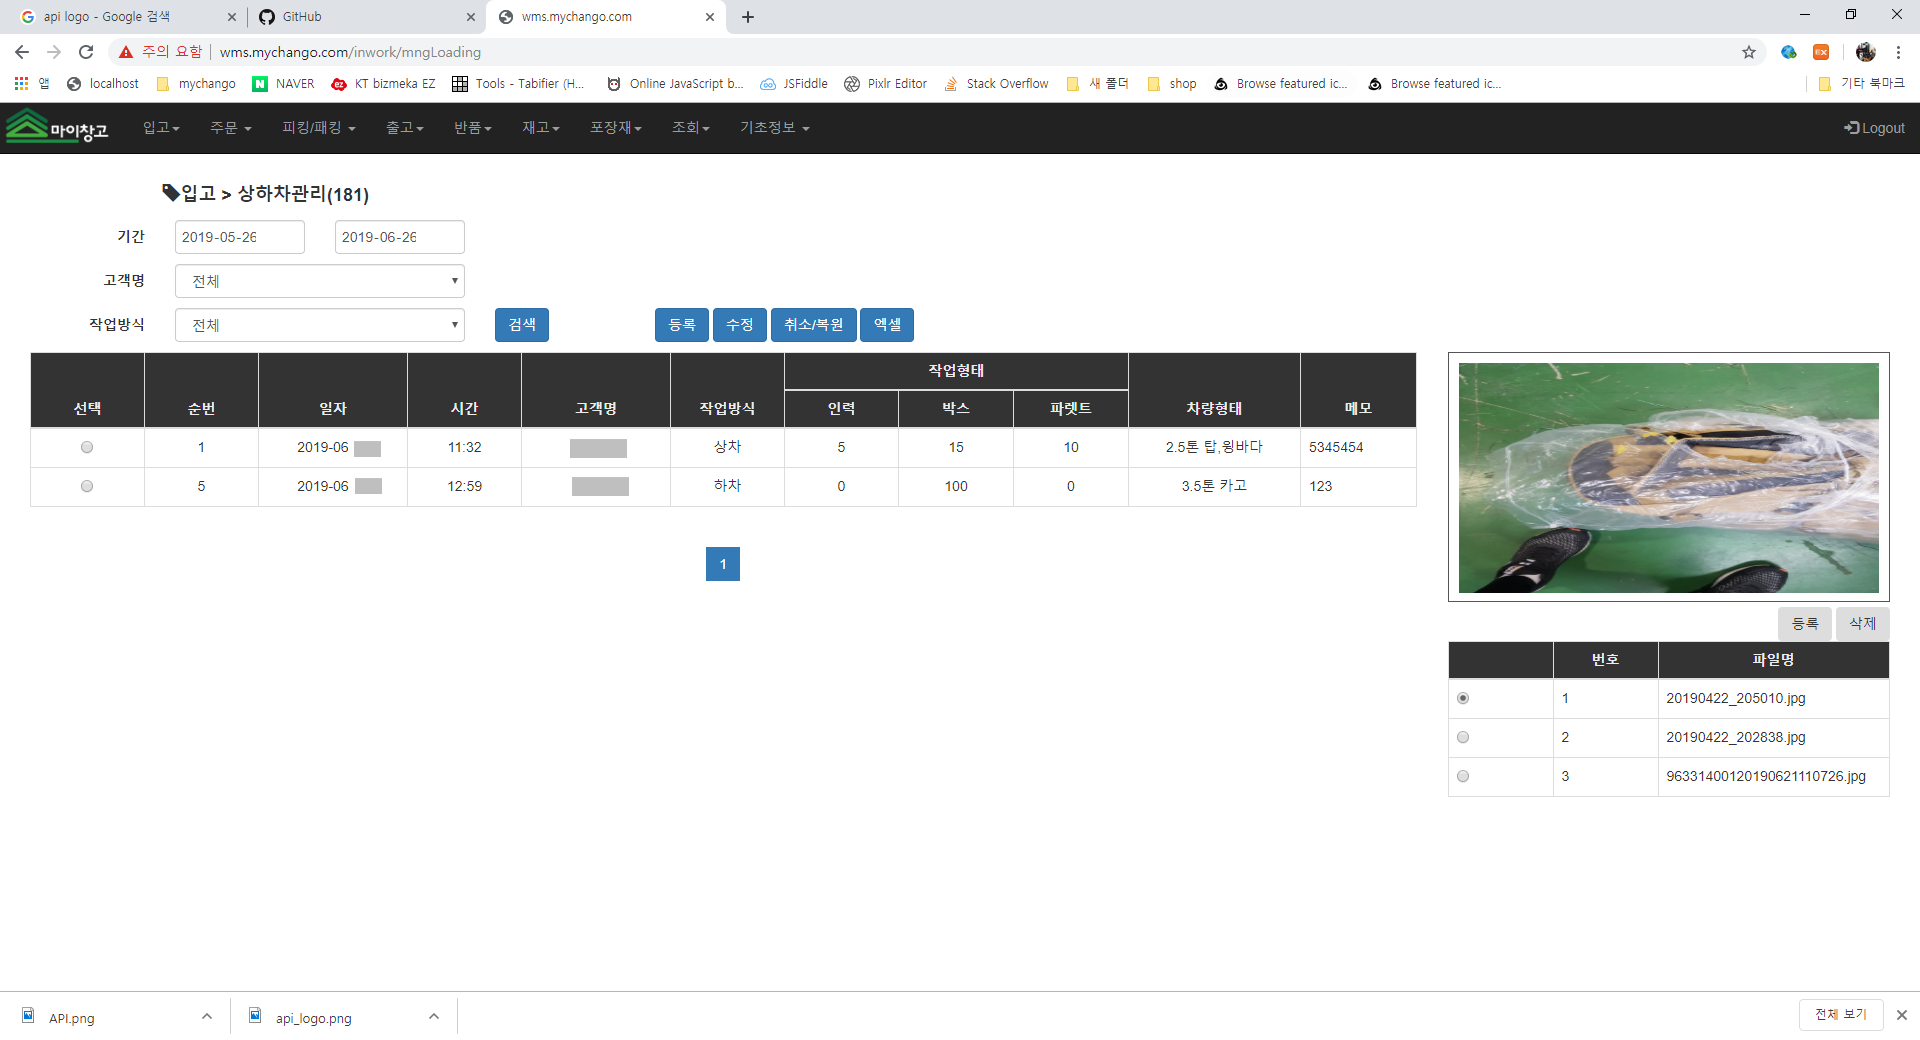 api logo - Google 검색
GitHub
wms.mychango.com
주의 요함
wms.mychango.com/inwork/mngLoading
앱
localhost
mychango
NAVER
ez KT bizmeka EZ
Tools - Tabifier (H...
Online JavaScript b...
JSFiddle
Pixlr Editor
Stack Overflow
새 폴더
shop
Browse featured ic...
Browse featured ic...
기타 북마크
마이창고
입고
주문
피킹/패킹
출고
반품
재고
포장재
조회
기초정보
Logout
입고 > 상하차관리(181)
기간 2019-05-26 2019-06-26
고객명 전체
작업방식 전체 검색 등록 수정 취소/복원 엑셀
작업형태
선택 순번 일자 시간 고객명 작업방식 인력 박스 파렛트 차량형태 메모
1 2019-06 11:32 상차 5 15 10 2.5톤 탑,윙바다 5345454
5 2019-06 12:59 하차 0 100 0 3.5톤 카고 123
1
등록 삭제
번호 파일명
1 20190422_205010.jpg
2 20190422_202838.jpg
3 96331400120190621110726.jpg
API.png
api_logo.png
전체 보기